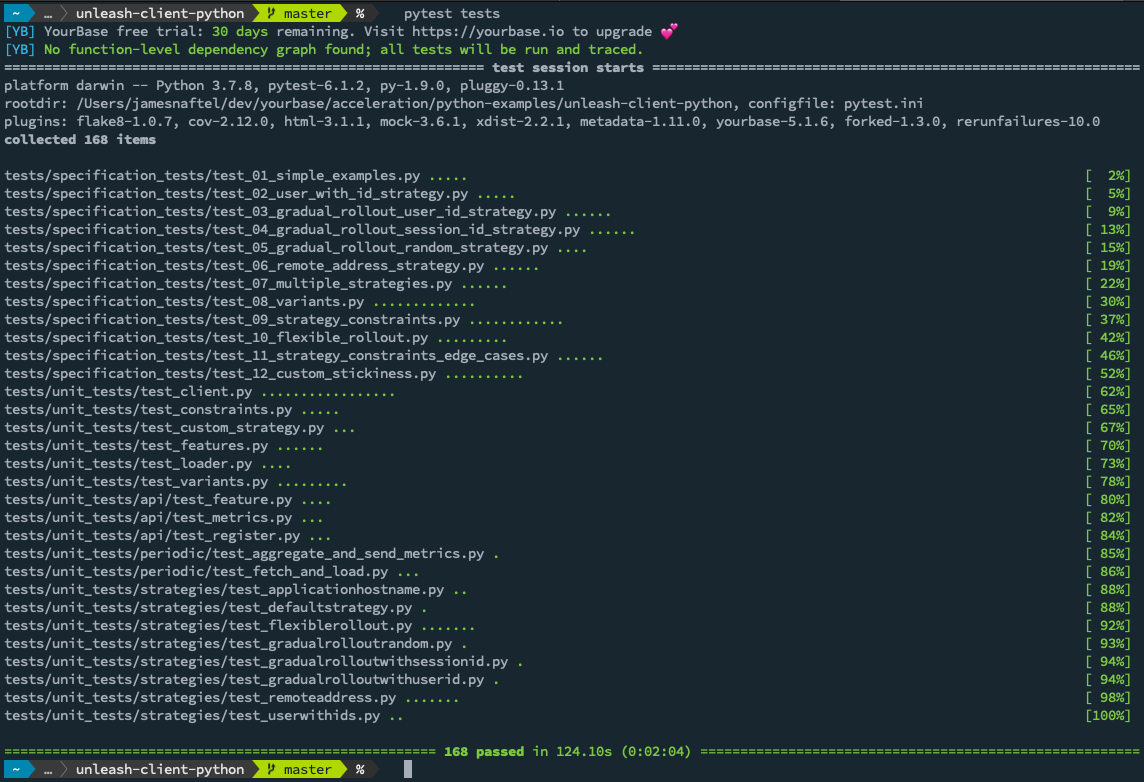 ~ … unleash-client-python master % pytest tests
[YB] YourBase free trial: 30 days remaining. Visit https://yourbase.io to upgrade 💕
[YB] No function-level dependency graph found; all tests will be run and traced.
============================================================ test session starts =============================================================
platform darwin -- Python 3.7.8, pytest-6.1.2, py-1.9.0, pluggy-0.13.1
rootdir: /Users/jamesnaftel/dev/yourbase/acceleration/python-examples/unleash-client-python, configfile: pytest.ini
plugins: flake8-1.0.7, cov-2.12.0, html-3.1.1, mock-3.6.1, xdist-2.2.1, metadata-1.11.0, yourbase-5.1.6, forked-1.3.0, rerunfailures-10.0
collected 168 items
tests/specification_tests/test_01_simple_examples.py ..... [  2%]
tests/specification_tests/test_02_user_with_id_strategy.py ..... [  5%]
tests/specification_tests/test_03_gradual_rollout_user_id_strategy.py ...... [  9%]
tests/specification_tests/test_04_gradual_rollout_session_id_strategy.py ...... [ 13%]
tests/specification_tests/test_05_gradual_rollout_random_strategy.py .... [ 15%]
tests/specification_tests/test_06_remote_address_strategy.py ...... [ 19%]
tests/specification_tests/test_07_multiple_strategies.py ...... [ 22%]
tests/specification_tests/test_08_variants.py ............. [ 30%]
tests/specification_tests/test_09_strategy_constraints.py ............ [ 37%]
tests/specification_tests/test_10_flexible_rollout.py ......... [ 42%]
tests/specification_tests/test_11_strategy_constraints_edge_cases.py ...... [ 46%]
tests/specification_tests/test_12_custom_stickiness.py .......... [ 52%]
tests/unit_tests/test_client.py ................. [ 62%]
tests/unit_tests/test_constraints.py ..... [ 65%]
tests/unit_tests/test_custom_strategy.py ... [ 67%]
tests/unit_tests/test_features.py ...... [ 70%]
tests/unit_tests/test_loader.py .... [ 73%]
tests/unit_tests/test_variants.py ......... [ 78%]
tests/unit_tests/api/test_feature.py .... [ 80%]
tests/unit_tests/api/test_metrics.py ... [ 82%]
tests/unit_tests/api/test_register.py ... [ 84%]
tests/unit_tests/periodic/test_aggregate_and_send_metrics.py . [ 85%]
tests/unit_tests/periodic/test_fetch_and_load.py ... [ 86%]
tests/unit_tests/strategies/test_applicationhostname.py .. [ 88%]
tests/unit_tests/strategies/test_defaultstrategy.py . [ 88%]
tests/unit_tests/strategies/test_flexiblerollout.py ....... [ 92%]
tests/unit_tests/strategies/test_gradualrolloutrandom.py . [ 93%]
tests/unit_tests/strategies/test_gradualrolloutwithsessionid.py . [ 94%]
tests/unit_tests/strategies/test_gradualrolloutwithuserid.py . [ 94%]
tests/unit_tests/strategies/test_remoteaddress.py ....... [ 98%]
tests/unit_tests/strategies/test_userwithids.py .. [100%]
====================================================== 168 passed in 124.10s (0:02:04) =======================================================
~ … unleash-client-python master %